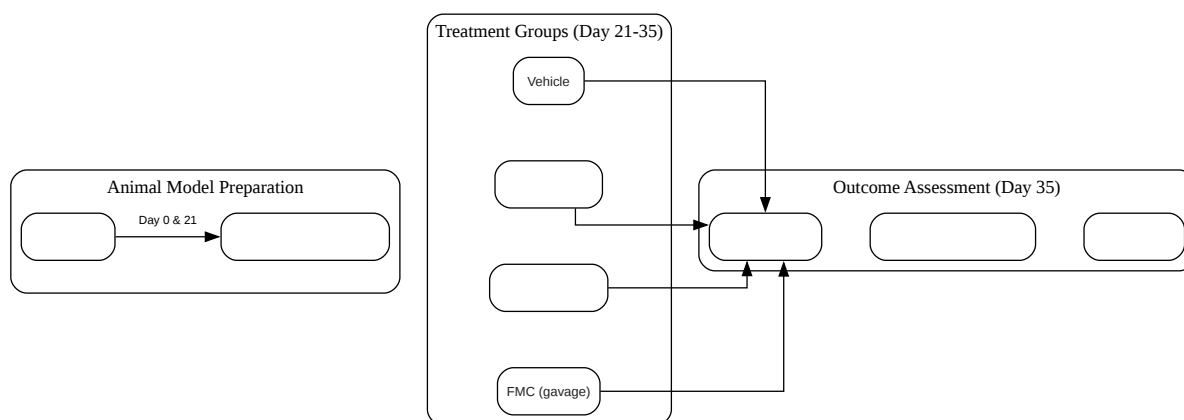 Treatment Groups (Day 21-35)
Vehicle
Animal Model Preparation
Day 0 & 21
Outcome Assessment (Day 35)
FMC (gavage)